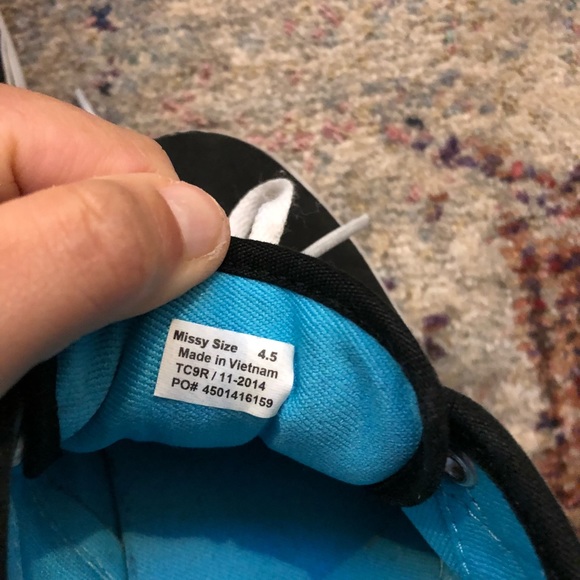 Missy Size 4.5
Made in Vietnam
TC9R / 11-2014
PO# 4501416159